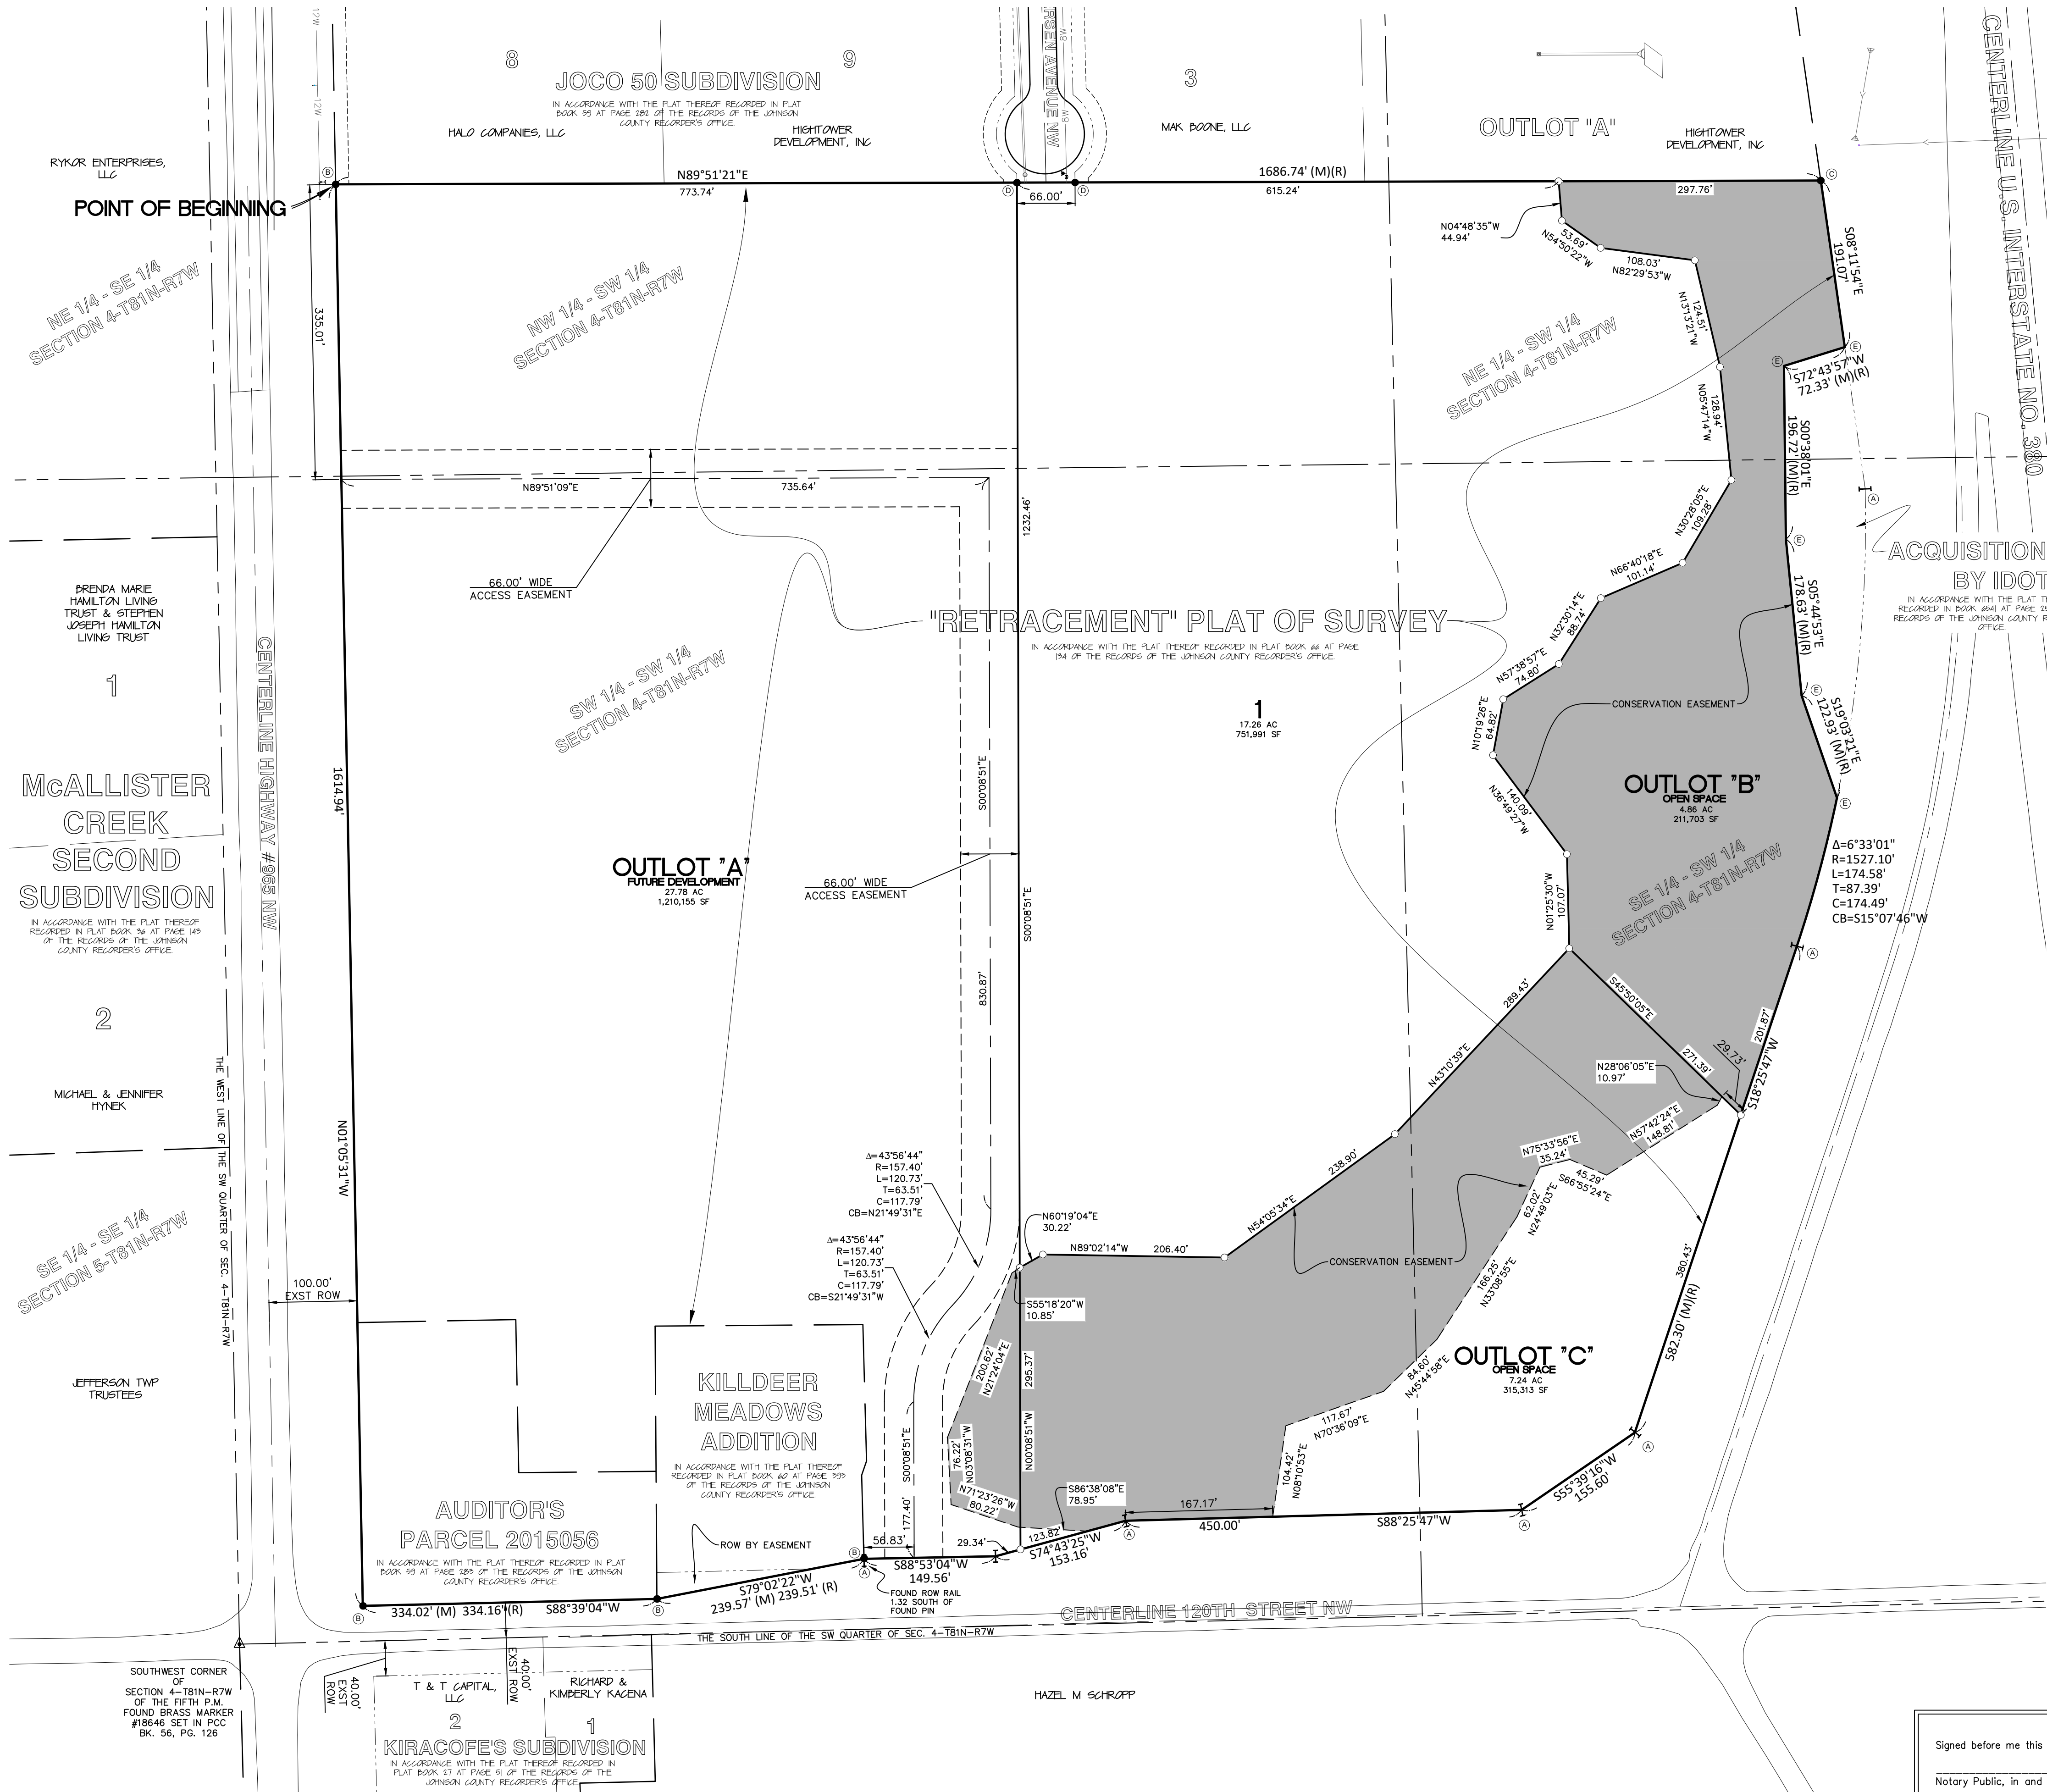 12W
12W
8
JOCO 50 SUBDIVISION
9
IN ACCORDANCE WITH THE PLAT THEREOF RECORDED IN PLAT
BOOK 59 AT PAGE 282 OF THE RECORDS OF THE JOHNSON
COUNTY RECORDER'S OFFICE.
HALO COMPANIES, LLC
HIGHTOWER
DEVELOPMENT, INC
RSEN AVENUE NW
8W
8W
3
MAK BOONE, LLC
OUTLOT "A"
HIGHTOWER
DEVELOPMENT, INC
CENTERLINE U.S. INTERSTATE NO. 380
RYKOR ENTERPRISES,
LLC
POINT OF BEGINNING
B
N89°51'21"E
773.74'
D
66.00'
D
1686.74' (M)(R)
615.24'
297.76'
C
N04°48'35"W
44.94'
53.69'
N54°50'22"W
108.03'
N82°29'53"W
124.51'
N13°13'21"W
128.94'
N05°47'14"W
S08°11'54"E
191.07'
E
E
S72°43'57"W
72.33' (M)(R)
S00°38'01"E
196.72' (M)(R)
A
E
NE 1/4 - SE 1/4
SECTION 4-T81N-R7W
335.01'
NW 1/4 - SW 1/4
SECTION 4-T81N-R7W
NE 1/4 - SW 1/4
SECTION 4-T81N-R7W
N89°51'09"E
735.64'
1232.46'
66.00' WIDE
ACCESS EASEMENT
N30°28'05"E
109.28'
N66°40'18"E
101.14'
N32°30'14"E
88.74'
N57°38'57"E
74.80'
N10°19'26"E
64.82'
140.09'
N36°49'27"W
N01°25'30"W
107.07'
ACQUISITION
BY IDOT
IN ACCORDANCE WITH THE PLAT
RECORDED IN BOOK 6541 AT PAGE
RECORDS OF THE JOHNSON COUNTY
OFFICE.
S05°44'53"E
178.63' (M)(R)
E
S19°03'21"E
122.93' (M)(R)
E
BRENDA MARIE
HAMILTON LIVING
TRUST & STEPHEN
JOSEPH HAMILTON
LIVING TRUST
1
McALLISTER
CREEK
SECOND
SUBDIVISION
IN ACCORDANCE WITH THE PLAT THEREOF
RECORDED IN PLAT BOOK 36 AT PAGE 143
OF THE RECORDS OF THE JOHNSON
COUNTY RECORDER'S OFFICE.
2
MICHAEL & JENNIFER
HYNEK
CENTERLINE HIGHWAY #965 NW
THE WEST LINE OF THE SW QUARTER OF SEC. 4-T81N-R7W
1614.94'
N01°05'31"W
"RETRACEMENT" PLAT OF SURVEY
IN ACCORDANCE WITH THE PLAT THEREOF RECORDED IN PLAT BOOK 66 AT PAGE
134 OF THE RECORDS OF THE JOHNSON COUNTY RECORDER'S OFFICE.
SW 1/4 - SW 1/4
SECTION 4-T81N-R7W
1
17.26 AC
751,991 SF
CONSERVATION EASEMENT
OUTLOT "B"
OPEN SPACE
4.86 AC
211,703 SF
SE 1/4 - SW 1/4
SECTION 4-T81N-R7W
Δ=6°33'01"
R=1527.10'
L=174.58'
T=87.39'
C=174.49'
CB=S15°07'46"W
A
OUTLOT "A"
FUTURE DEVELOPMENT
27.78 AC
1,210,155 SF
66.00' WIDE
ACCESS EASEMENT
S00°08'51"E
830.87'
S00°08'51"E
S45°50'05"E
271.39'
29.73'
201.87'
S18°25'47"W
289.43'
N43°10'39"E
N28°06'05"E
10.97'
N57°42'24"E
148.81'
N75°33'56"E
35.24'
45.29'
S66°55'24"E
62.02'
N24°49'03"E
238.90'
N54°05'34"E
CONSERVATION EASEMENT
166.25'
N33°08'55"E
84.60'
N45°44'58"E
117.67'
N70°36'09"E
104.42'
N08°10'53"E
Δ=43°56'44"
R=157.40'
L=120.73'
T=63.51'
C=117.79'
CB=N21°49'31"E
Δ=43°56'44"
R=157.40'
L=120.73'
T=63.51'
C=117.79'
CB=S21°49'31"W
N60°19'04"E
30.22'
N89°02'14"W
206.40'
S55°18'20"W
10.85'
295.37'
N00°08'51"W
200.62'
N21°24'04"E
76.22'
N03°08'31"W
N71°23'26"W
80.22'
S86°38'08"E
78.95'
OUTLOT "C"
OPEN SPACE
7.24 AC
315,313 SF
380.43'
582.30' (M)(R)
A
S55°39'16"W
155.60'
A
SE 1/4 - SE 1/4
SECTION 5-T81N-R7W
100.00'
EXST ROW
JEFFERSON TWP
TRUSTEES
KILLDEER
MEADOWS
ADDITION
IN ACCORDANCE WITH THE PLAT THEREOF
RECORDED IN PLAT BOOK 60 AT PAGE 393
OF THE RECORDS OF THE JOHNSON
COUNTY RECORDER'S OFFICE.
AUDITOR'S
PARCEL 2015056
IN ACCORDANCE WITH THE PLAT THEREOF RECORDED IN PLAT
BOOK 59 AT PAGE 283 OF THE RECORDS OF THE JOHNSON
COUNTY RECORDER'S OFFICE.
ROW BY EASEMENT
S00°08'51"E
177.40'
56.83'
29.34'
123.82'
S74°43'25"W
153.16'
A
167.17'
450.00'
S88°25'47"W
B
A
S88°53'04"W
149.56'
FOUND ROW RAIL
1.32 SOUTH OF
FOUND PIN
S79°02'22"W
239.57' (M) 239.51' (R)
B
334.02' (M) 334.16' (R)
S88°39'04"W
B
CENTERLINE 120TH STREET NW
THE SOUTH LINE OF THE SW QUARTER OF SEC. 4-T81N-R7W
SOUTHWEST CORNER
OF
SECTION 4-T81N-R7W
OF THE FIFTH P.M.
FOUND BRASS MARKER
#18646 SET IN PCC
BK. 56, PG. 126
40.00'
EXST
ROW
40.00'
EXST ROW
T & T CAPITAL,
LLC
RICHARD &
KIMBERLY KACENA
2
1
KIRACOFE'S SUBDIVISION
IN ACCORDANCE WITH THE PLAT THEREOF RECORDED IN
PLAT BOOK 27 AT PAGE 51 OF THE RECORDS OF THE
JOHNSON COUNTY RECORDER'S OFFICE.
HAZEL M SCHROPP
Signed before me this
Notary Public, in and